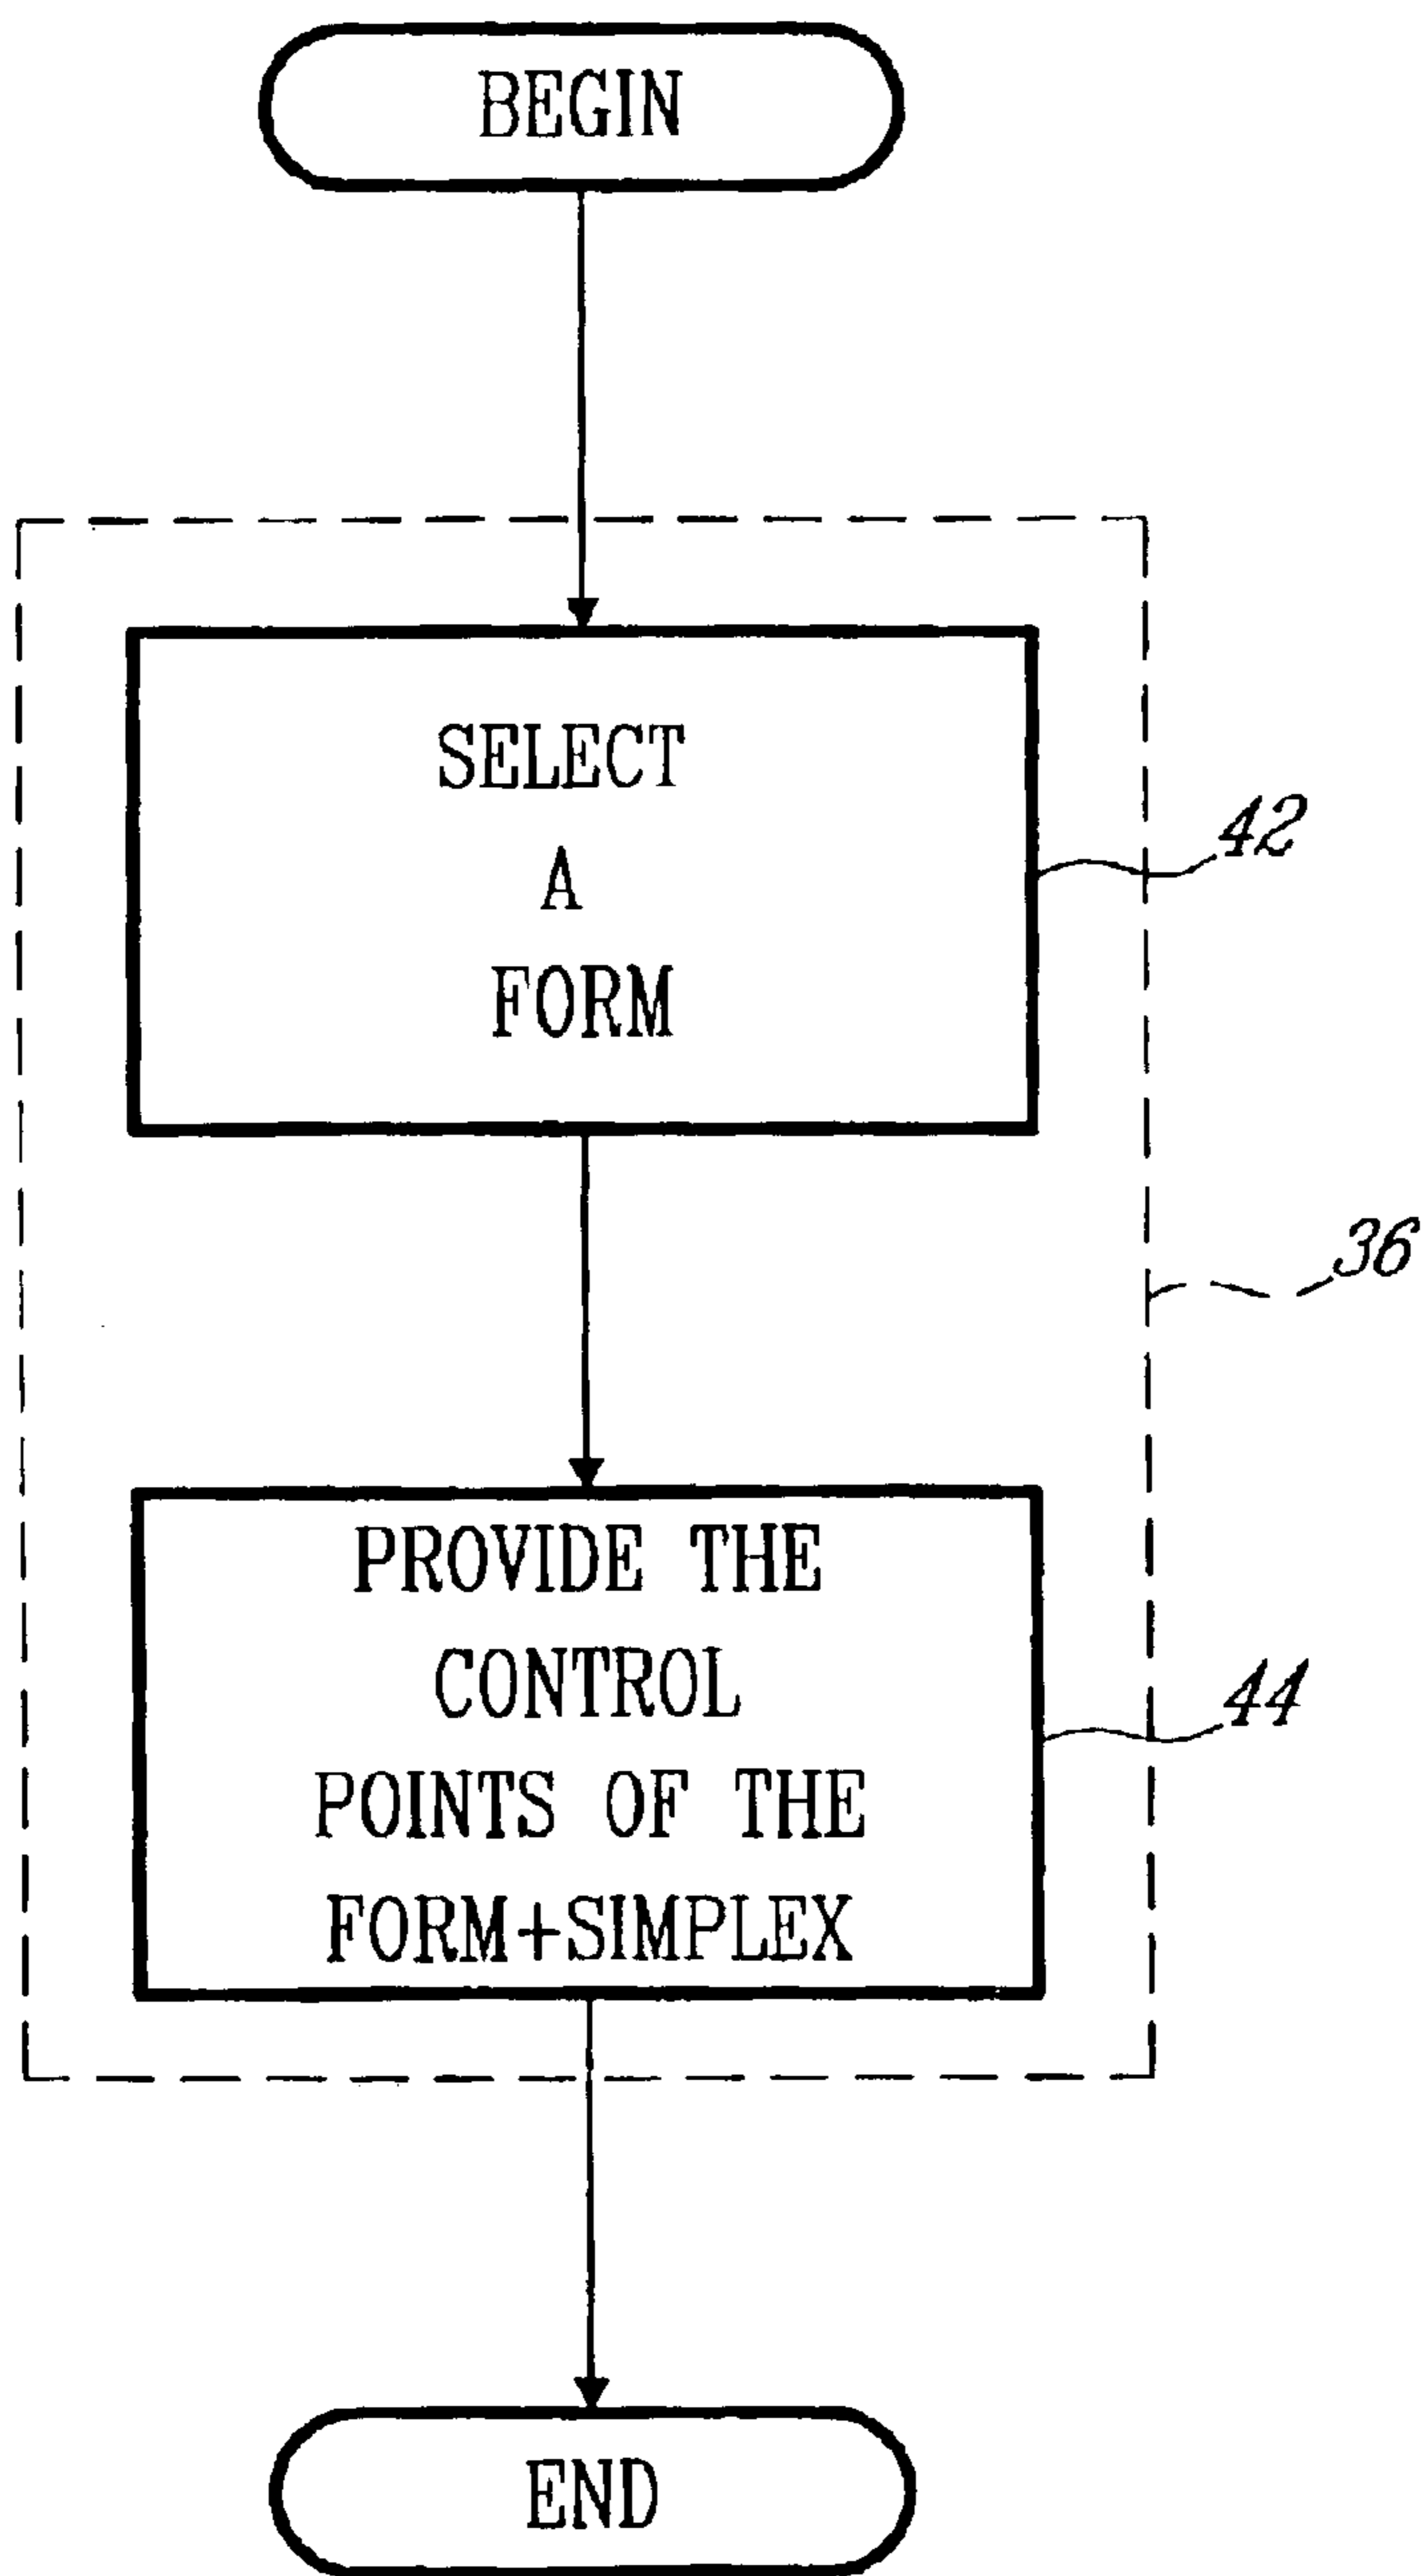 BEGIN
SELECT
A
FORM
42
36
PROVIDE THE
CONTROL
POINTS OF THE
FORM+SIMPLEX
44
END